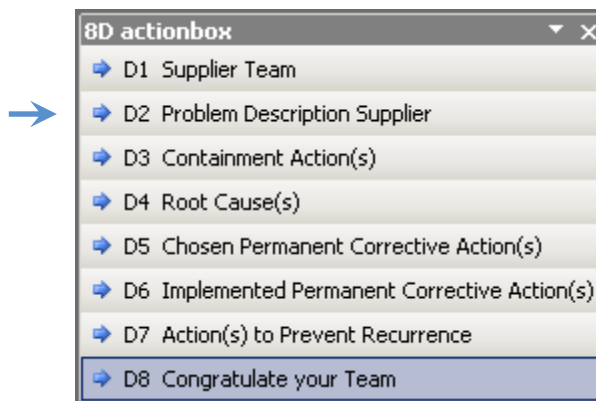 8D actionbox
D1 Supplier Team
D2 Problem Description Supplier
D3 Containment Action(s)
D4 Root Cause(s)
D5 Chosen Permanent Corrective Action(s)
D6 Implemented Permanent Corrective Action(s)
D7 Action(s) to Prevent Recurrence
D8 Congratulate your Team